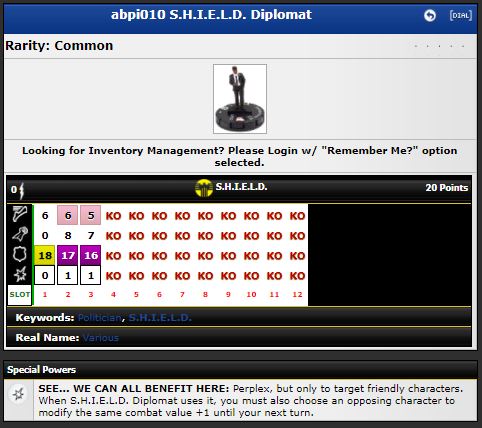 abpi010 S.H.I.E.L.D. Diplomat
[DIAL]
Rarity: Common
Looking for Inventory Management? Please Login w/ "Remember Me?" option
selected.
0 S.H.I.E.L.D. 20 Points
6 6 5 KO KO KO KO KO KO KO KO KO
0 8 7 KO KO KO KO KO KO KO KO KO
18 17 16 KO KO KO KO KO KO KO KO KO
0 1 1 KO KO KO KO KO KO KO KO KO
SLOT 1 2 3 4 5 6 7 8 9 10 11 12
Keywords: Politician, S.H.I.E.L.D.
Real Name: Various
Special Powers
SEE... WE CAN ALL BENEFIT HERE: Perplex, but only to target friendly characters.
When S.H.I.E.L.D. Diplomat uses it, you must also choose an opposing character to
modify the same combat value +1 until your next turn.